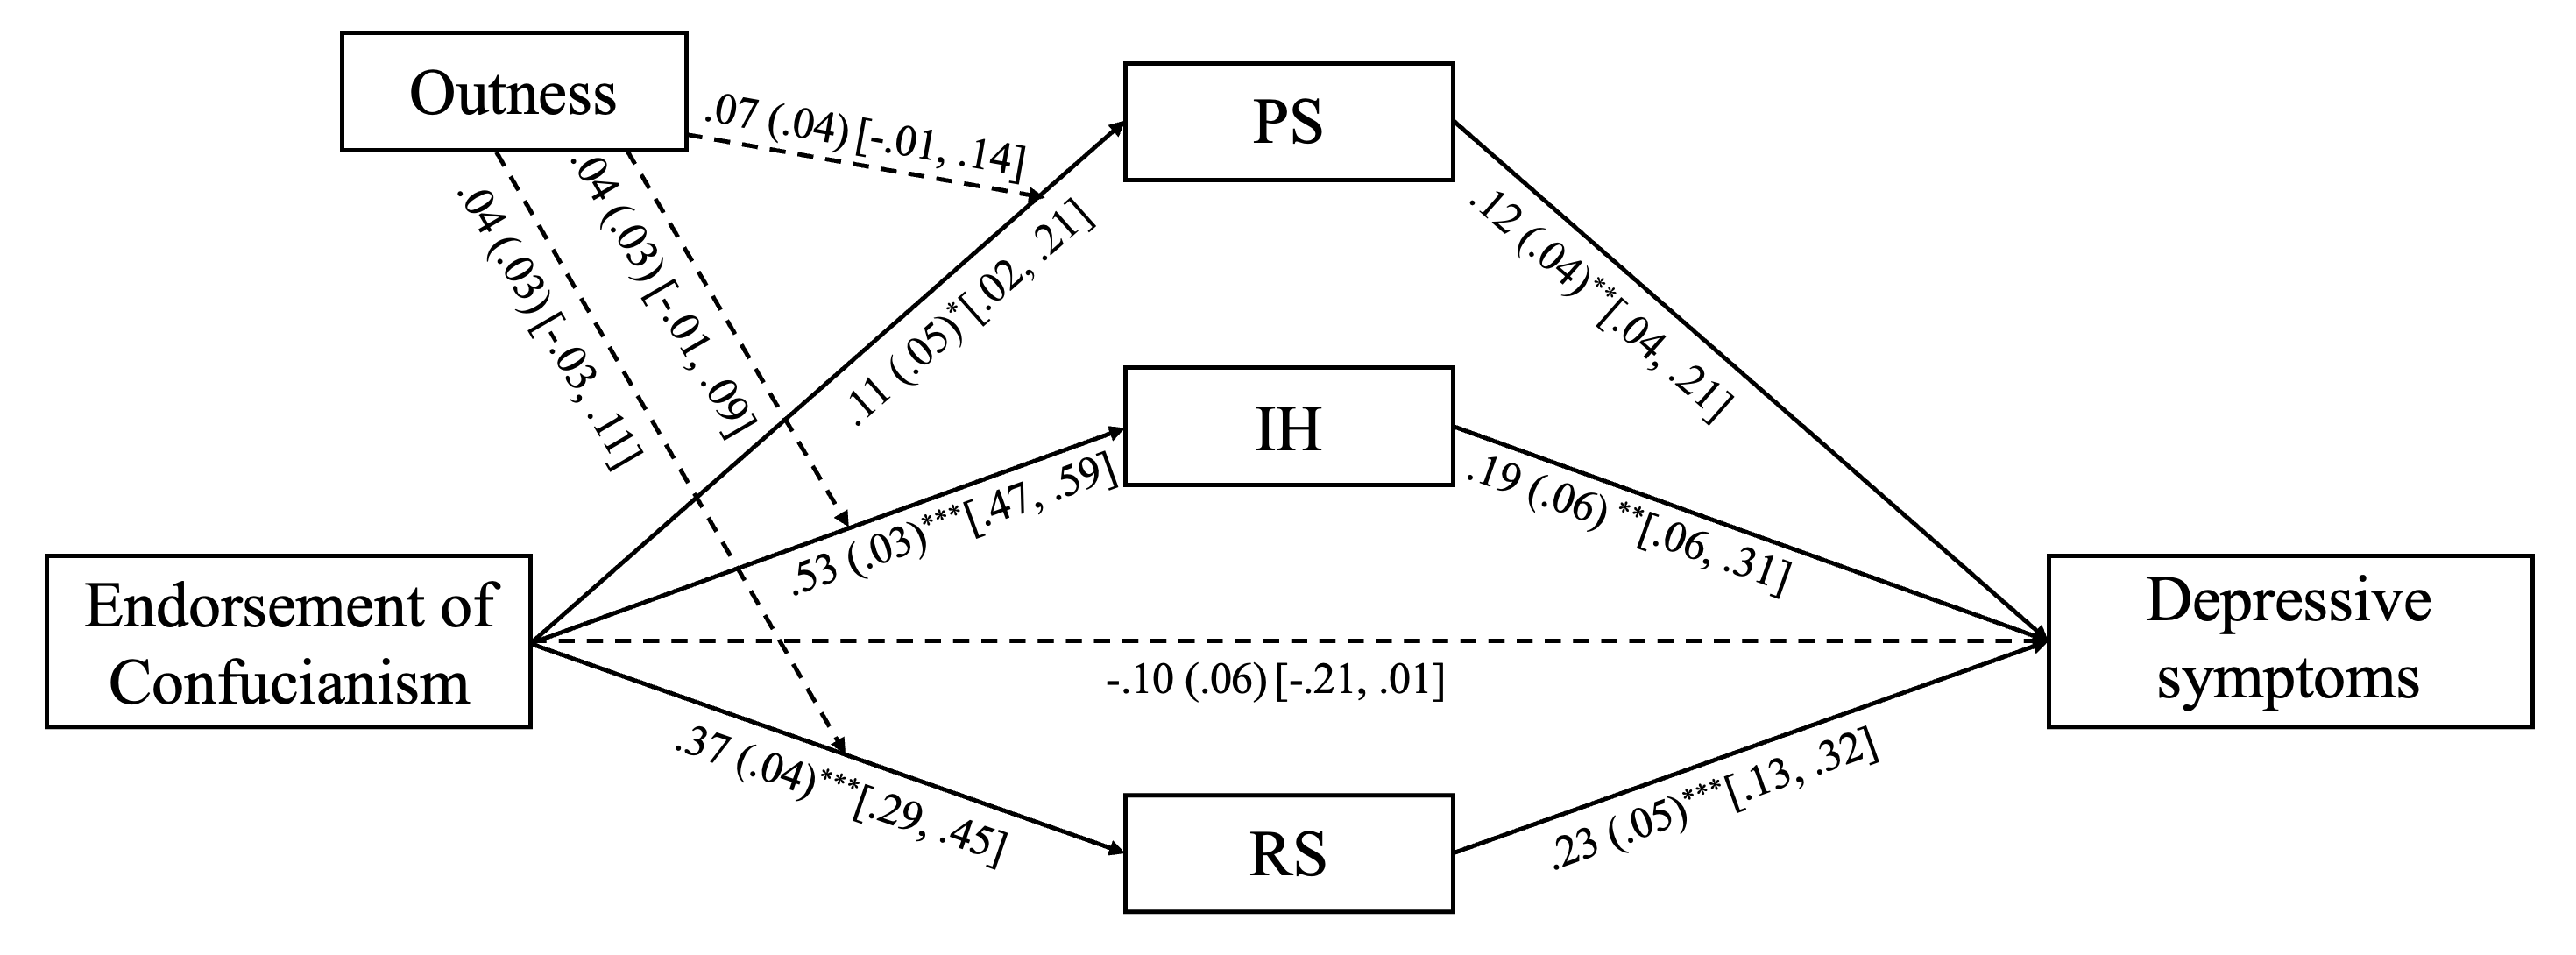 Outness
PS
.07 (.04) [-.01, .14]
.04 (.03) [-.01, .09]
.04 (.03) [-.03, .11]
.11 (.05)*[.02, .21]
.12 (.04)**[.04, .21]
IH
.53 (.03)***[.47, .59]
.19 (.06) **[.06, .31]
Endorsement of
Confucianism
Depressive
symptoms
-.10 (.06) [-.21, .01]
.37 (.04)***[.29, .45]
RS
.23 (.05)***[.13, .32]